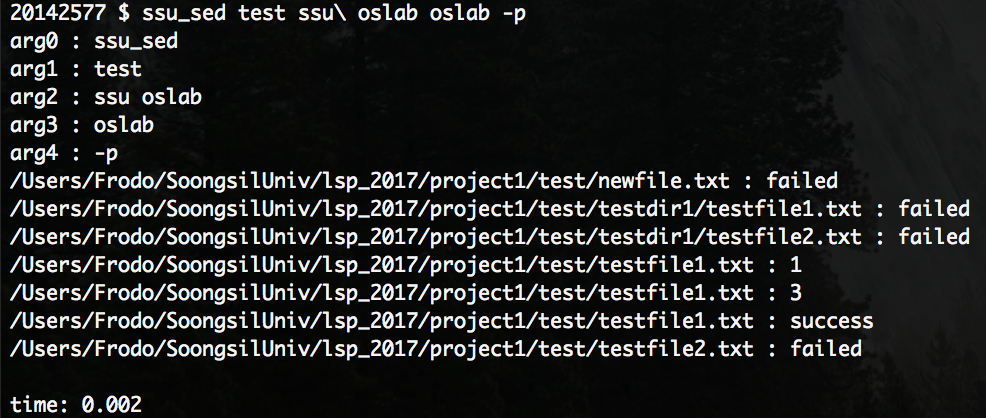 20142577 $ ssu_sed test ssu\ oslab oslab -p
arg0 : ssu_sed
arg1 : test
arg2 : ssu oslab
arg3 : oslab
arg4 : -p
/Users/Frodo/SoongsilUniv/lsp_2017/project1/test/newfile.txt : failed
/Users/Frodo/SoongsilUniv/lsp_2017/project1/test/testdir1/testfile1.txt : failed
/Users/Frodo/SoongsilUniv/lsp_2017/project1/test/testdir1/testfile2.txt : failed
/Users/Frodo/SoongsilUniv/lsp_2017/project1/test/testfile1.txt : 1
/Users/Frodo/SoongsilUniv/lsp_2017/project1/test/testfile1.txt : 3
/Users/Frodo/SoongsilUniv/lsp_2017/project1/test/testfile1.txt : success
/Users/Frodo/SoongsilUniv/lsp_2017/project1/test/testfile2.txt : failed
time: 0.002